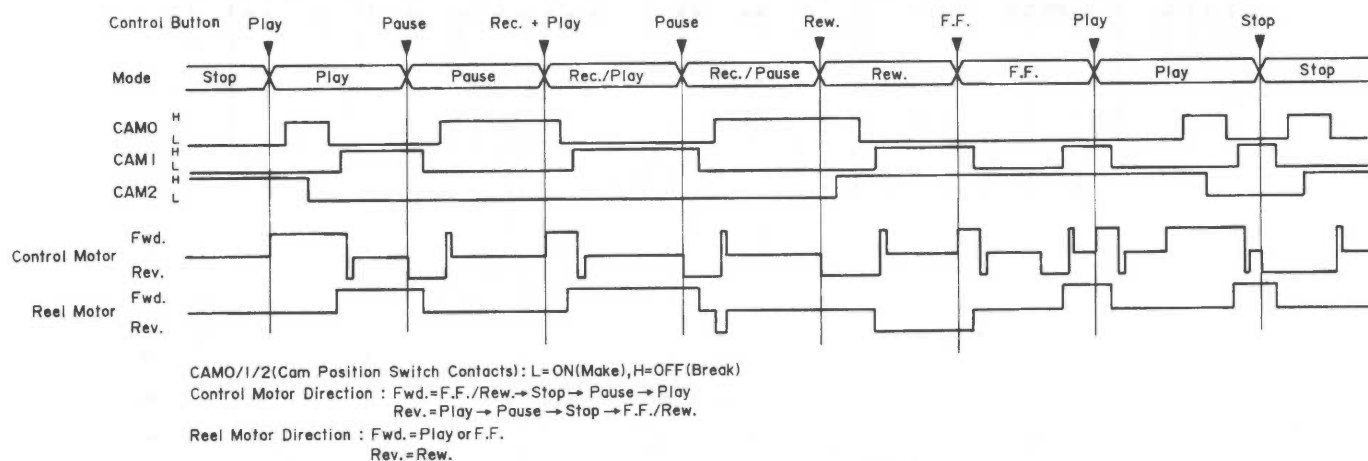 Control Button Play Pause Rec. + Play Pause Rew. F.F. Play Stop
Mode Stop Play Pause Rec./Play Rec./Pause Rew. F.F. Play Stop
CAM0 H L
CAM1 H L
CAM2 H L
Control Motor Fwd. Rev.
Reel Motor Fwd. Rev.
CAM0/1/2(Cam Position Switch Contacts): L=ON(Make), H=OFF(Break)
Control Motor Direction : Fwd.=F.F./Rew.→Stop→Pause→Play
Rev.=Play→Pause→Stop→F.F./Rew.
Reel Motor Direction : Fwd.=Play or F.F.
Rev.=Rew.